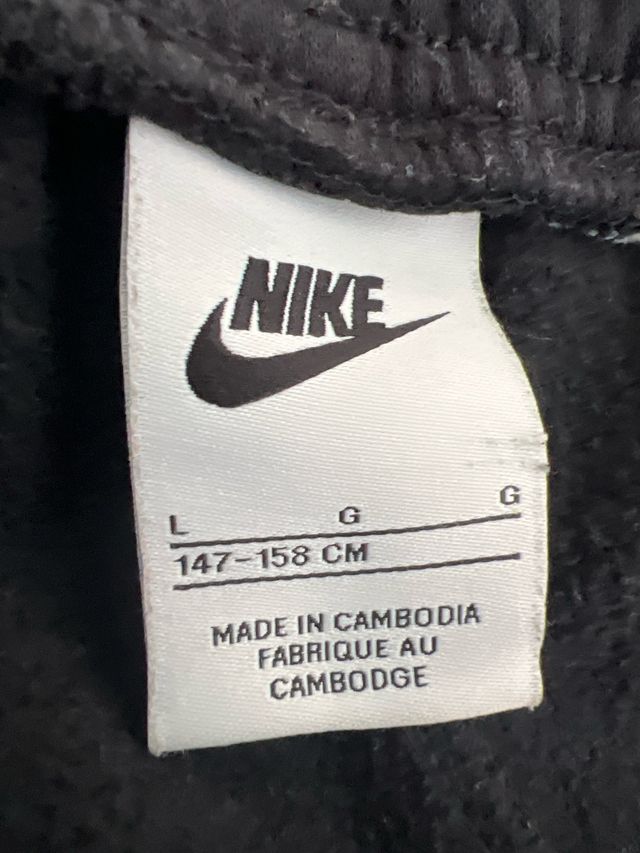 NIKE
L G G
147-158 CM
MADE IN CAMBODIA
FABRIQUE AU
CAMBODGE